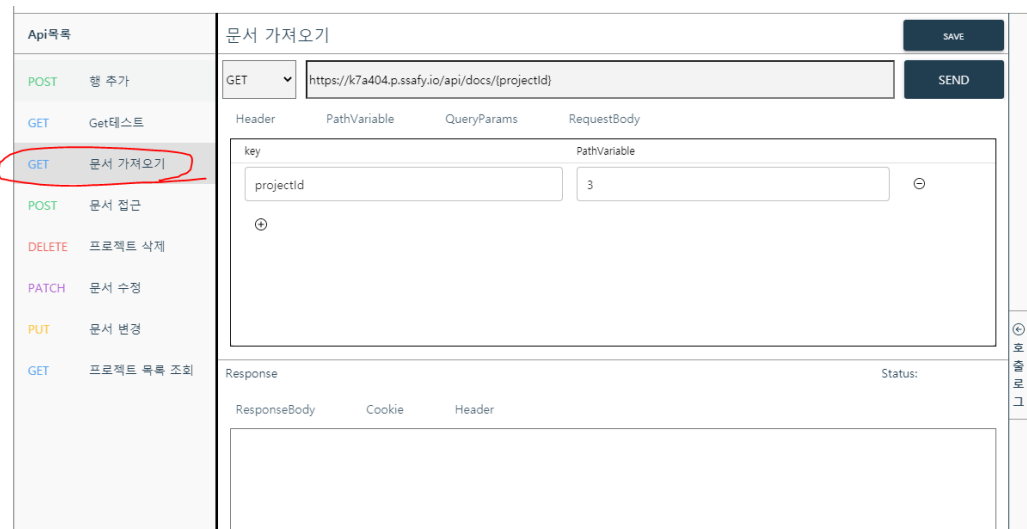 Api목록
POST 행 추가
GET Get테스트
GET 문서 가져오기
POST 문서 접근
DELETE 프로젝트 삭제
PATCH 문서 수정
PUT 문서 변경
GET 프로젝트 목록 조회
문서 가져오기
SAVE
GET https://k7a404.p.ssafy.io/api/docs/{projectId} SEND
Header PathVariable QueryParams RequestBody
key PathVariable
projectId 3
Response Status:
ResponseBody Cookie Header
호출로그